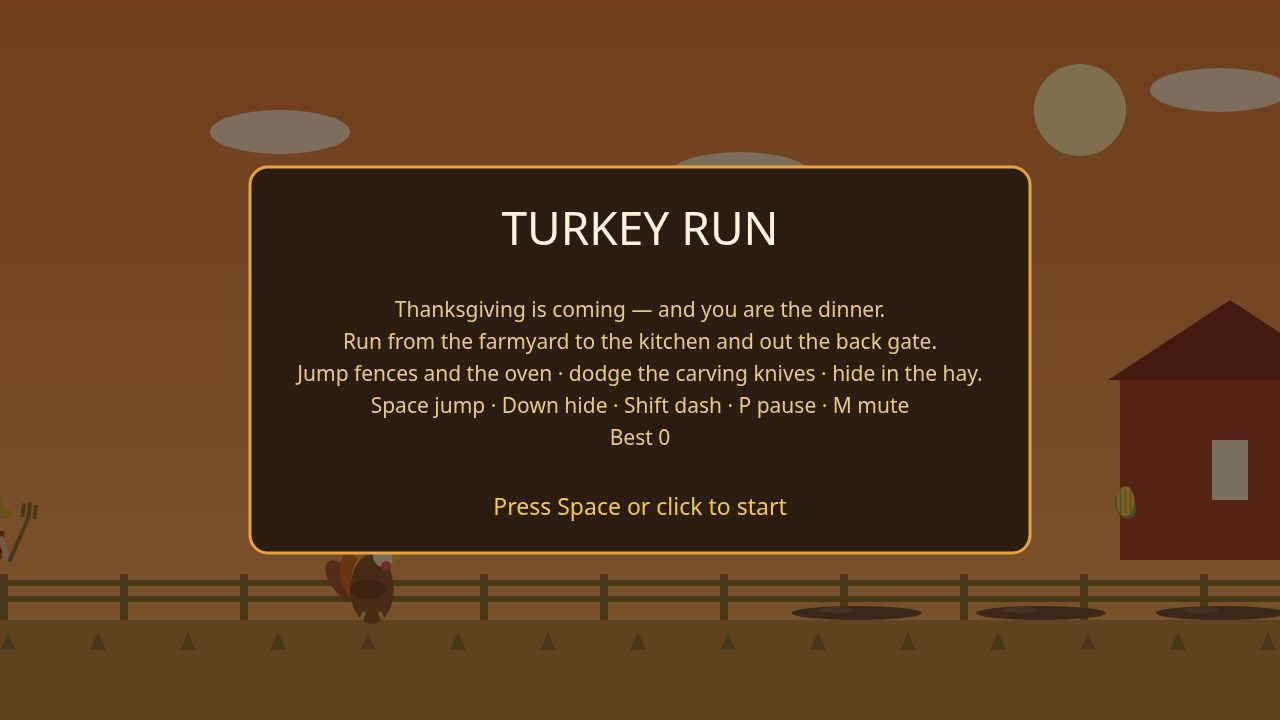 TURKEY RUN
Thanksgiving is coming — and you are the dinner.
Run from the farmyard to the kitchen and out the back gate.
Jump fences and the oven · dodge the carving knives · hide in the hay.
Space jump · Down hide · Shift dash · P pause · M mute
Best 0
Press Space or click to start